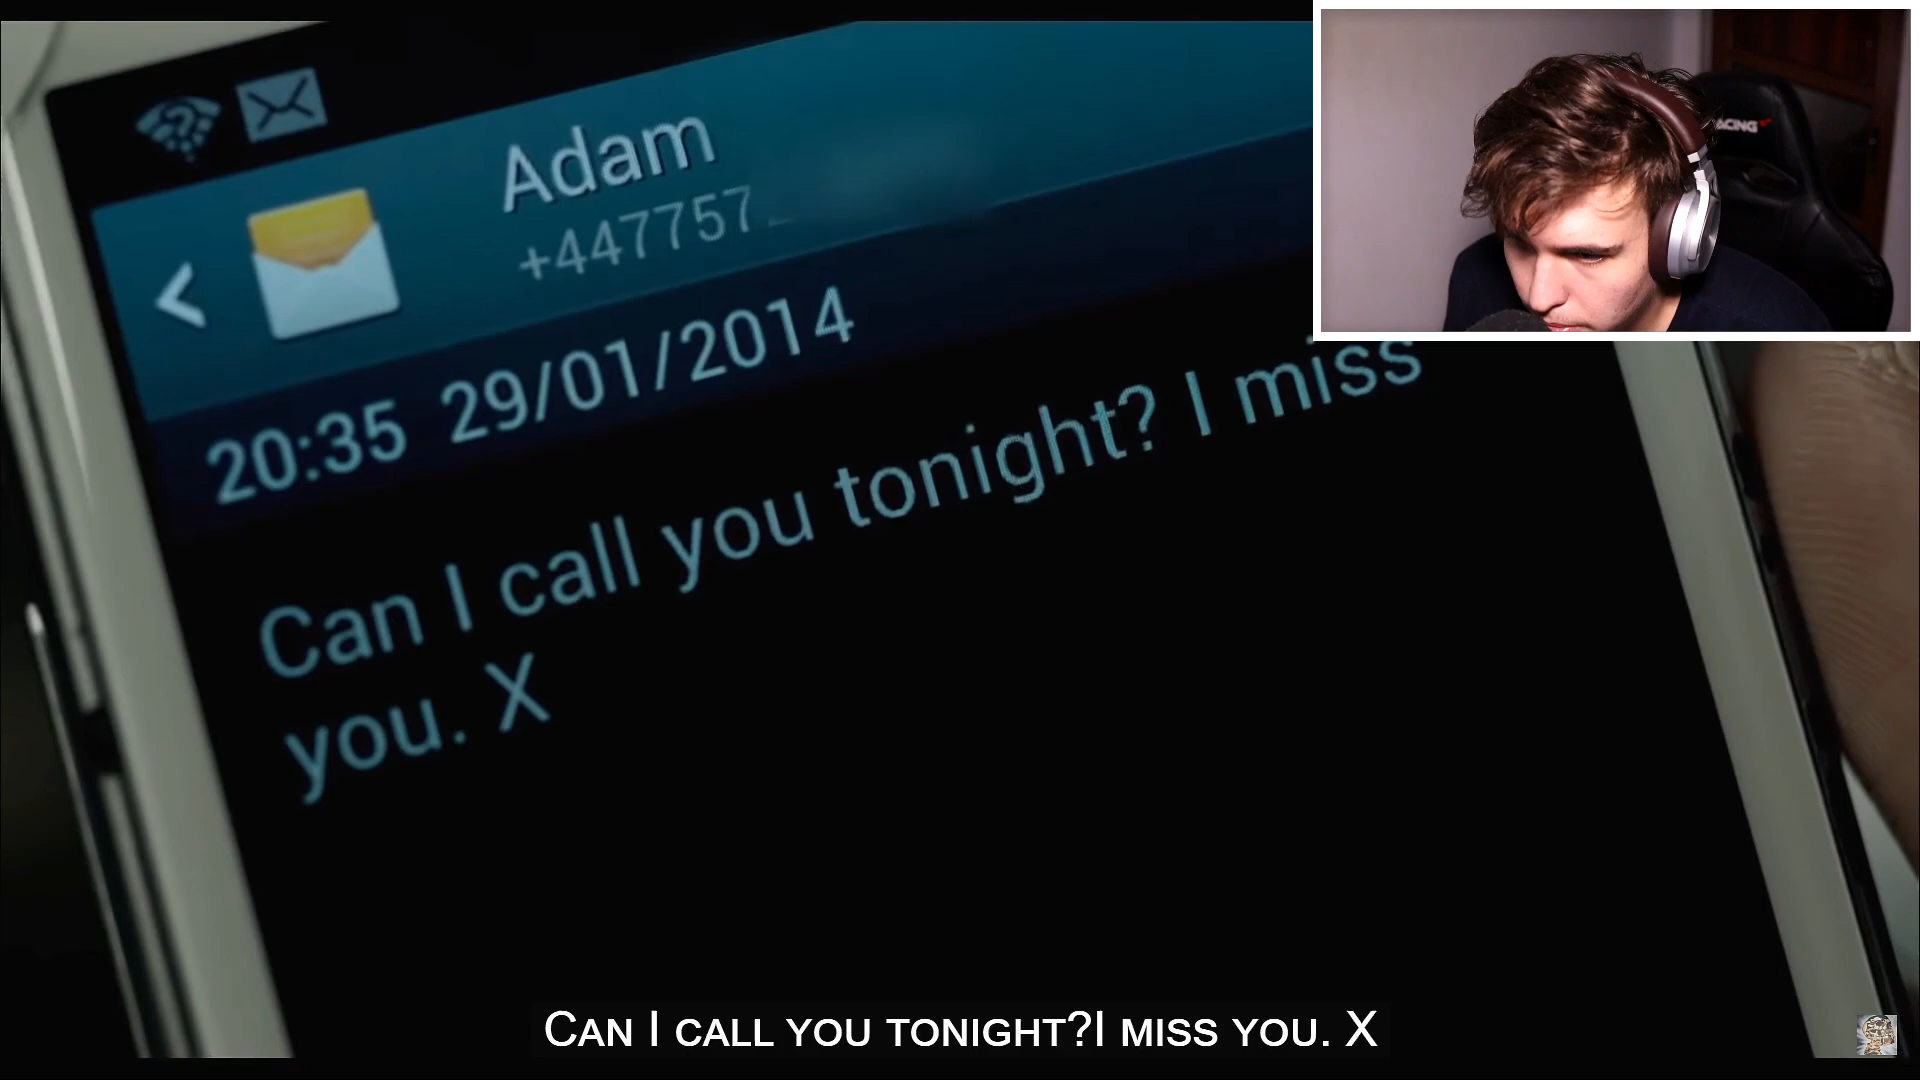 Adam
+447757
20:35 29/01/2014
Can I call you tonight? I miss
you. X
ACING
CAN I CALL YOU TONIGHT?I MISS YOU. X